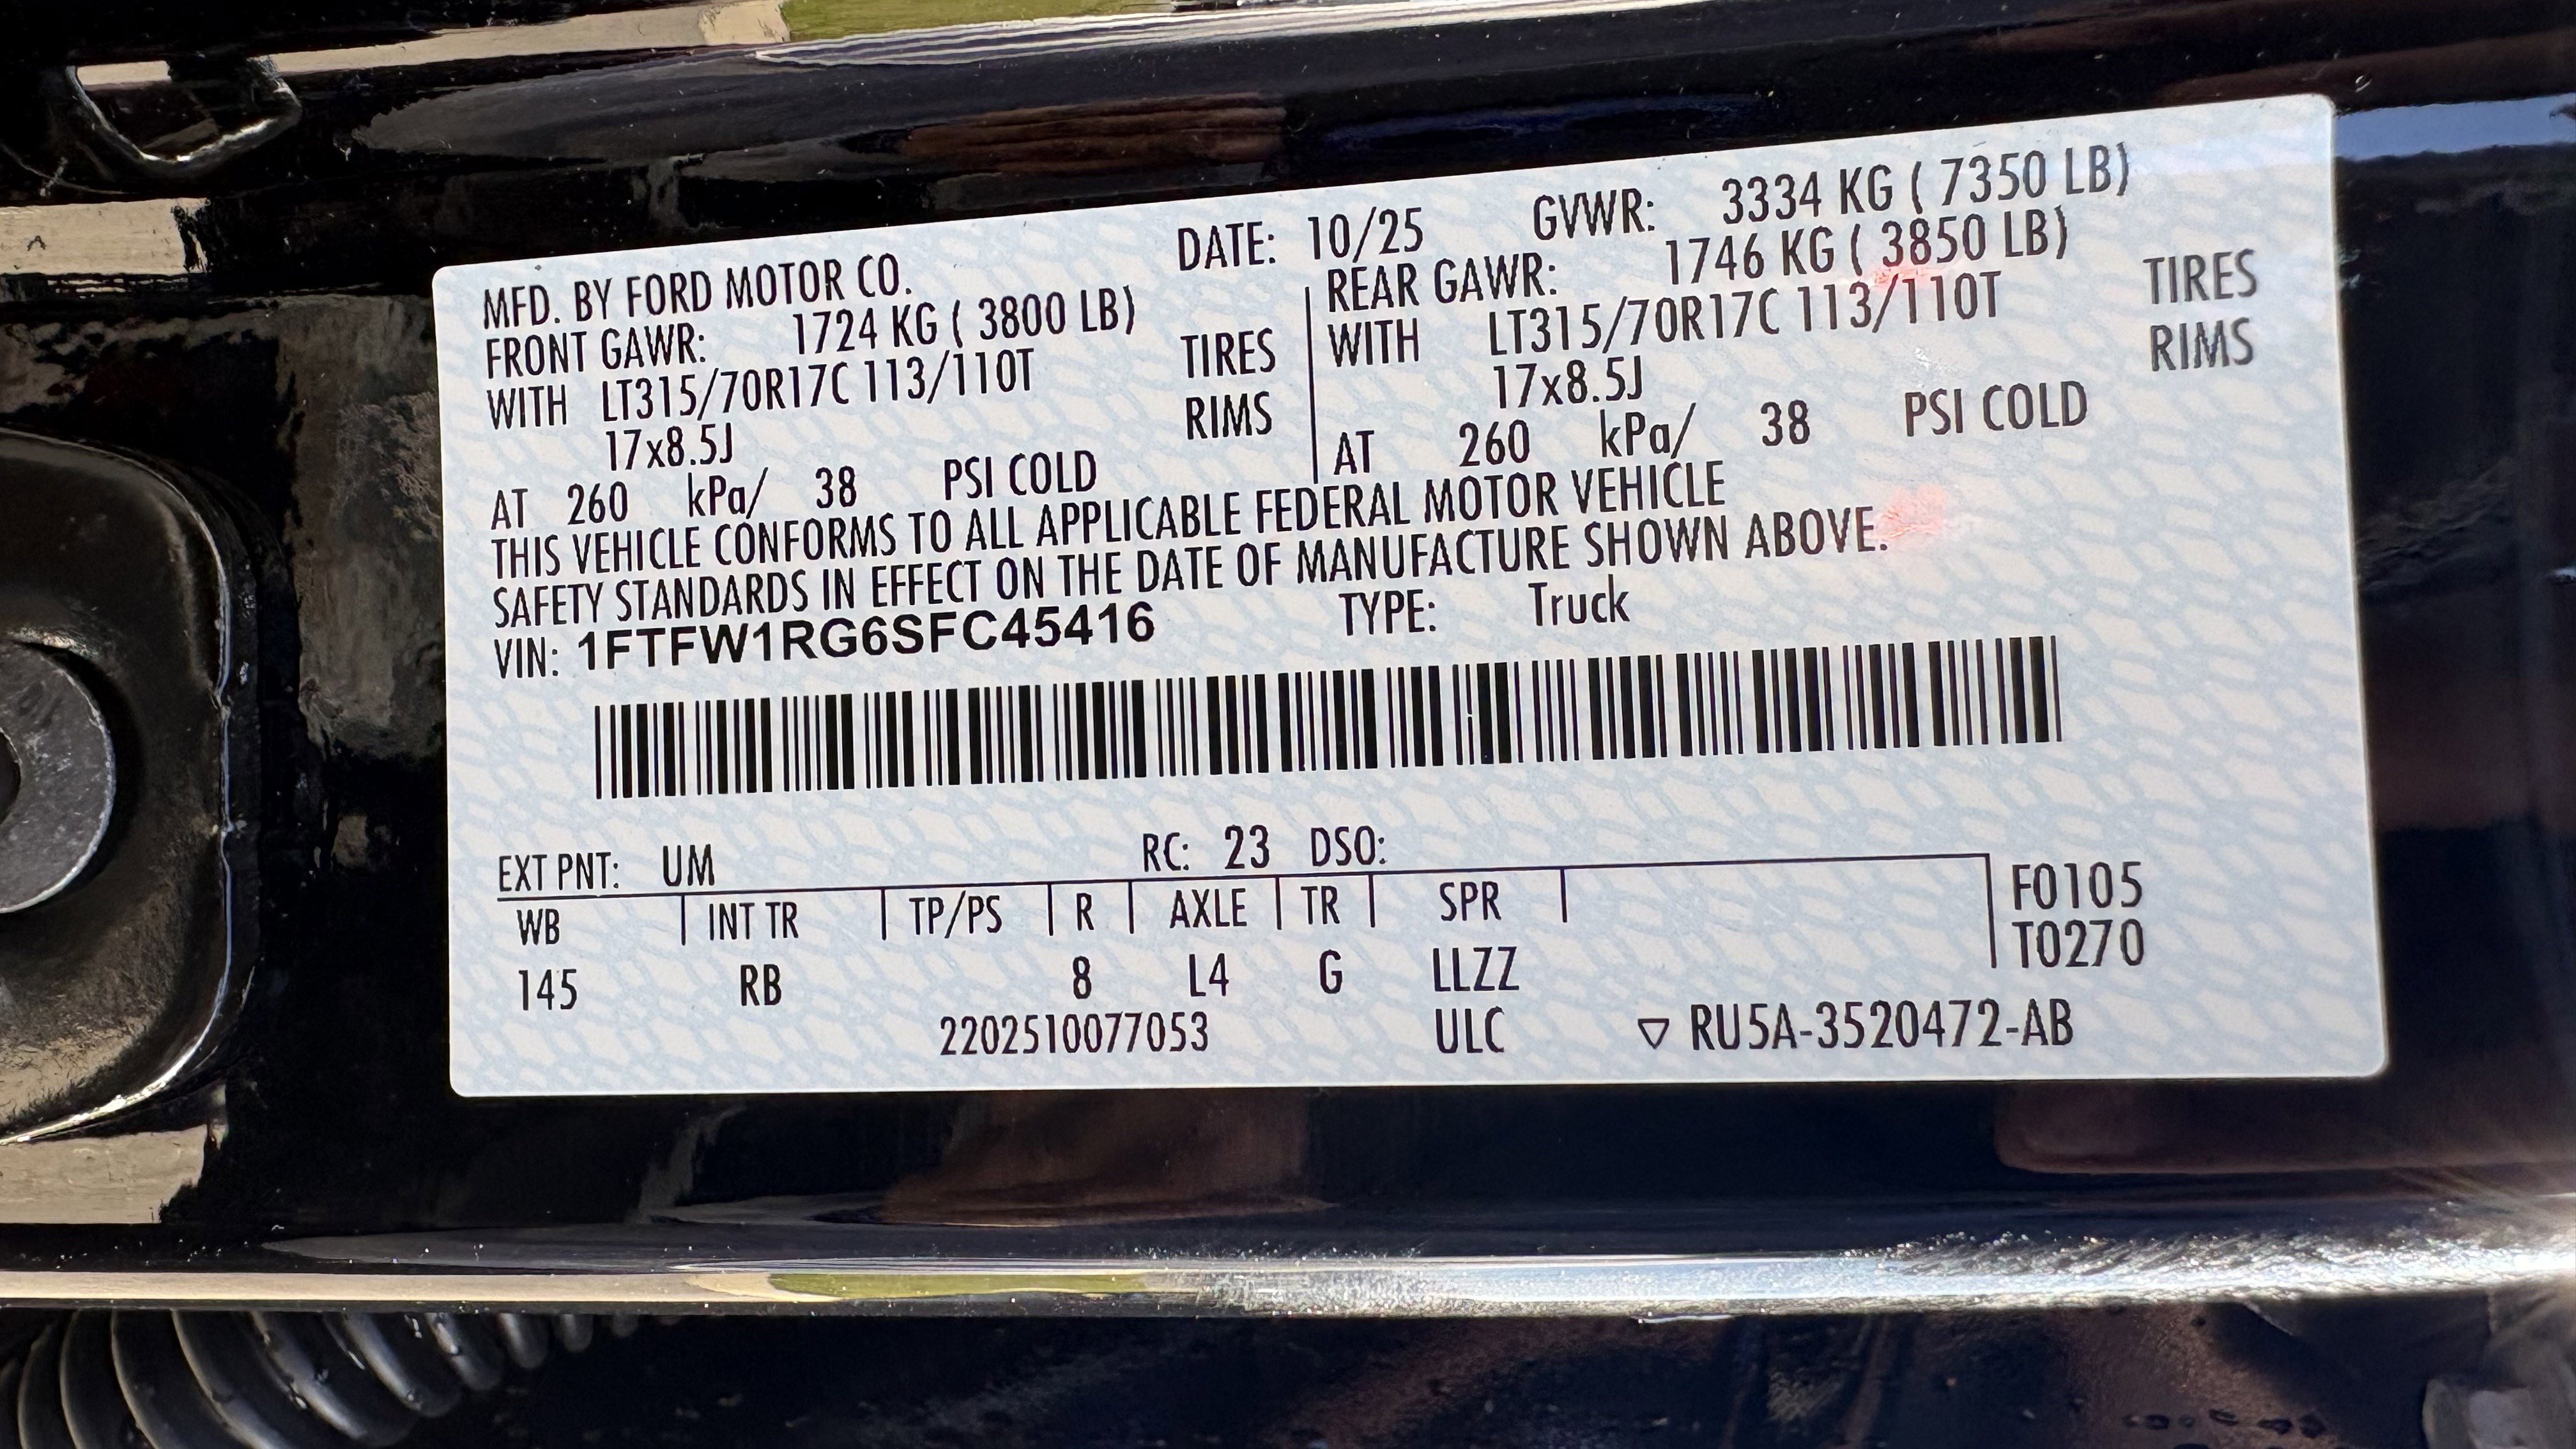 MFD. BY FORD MOTOR CO. DATE: 10/25 GVWR: 3334 KG ( 7350 LB)
FRONT GAWR: 1724 KG ( 3800 LB) REAR GAWR: 1746 KG ( 3850 LB)
WITH LT315/70R17C 113/110T TIRES WITH LT315/70R17C 113/110T TIRES
17x8.5J RIMS 17x8.5J RIMS
AT 260 kPa/ 38 PSI COLD AT 260 kPa/ 38 PSI COLD
THIS VEHICLE CONFORMS TO ALL APPLICABLE FEDERAL MOTOR VEHICLE
SAFETY STANDARDS IN EFFECT ON THE DATE OF MANUFACTURE SHOWN ABOVE.
VIN: 1FTFW1RG6SFC45416 TYPE: Truck
EXT PNT: UM RC: 23 DSO:
WB INT TR TP/PS R AXLE TR SPR F0105
145 RB 8 L4 G LLZZ T0270
2202510077053 ULC ▽ RU5A-3520472-AB